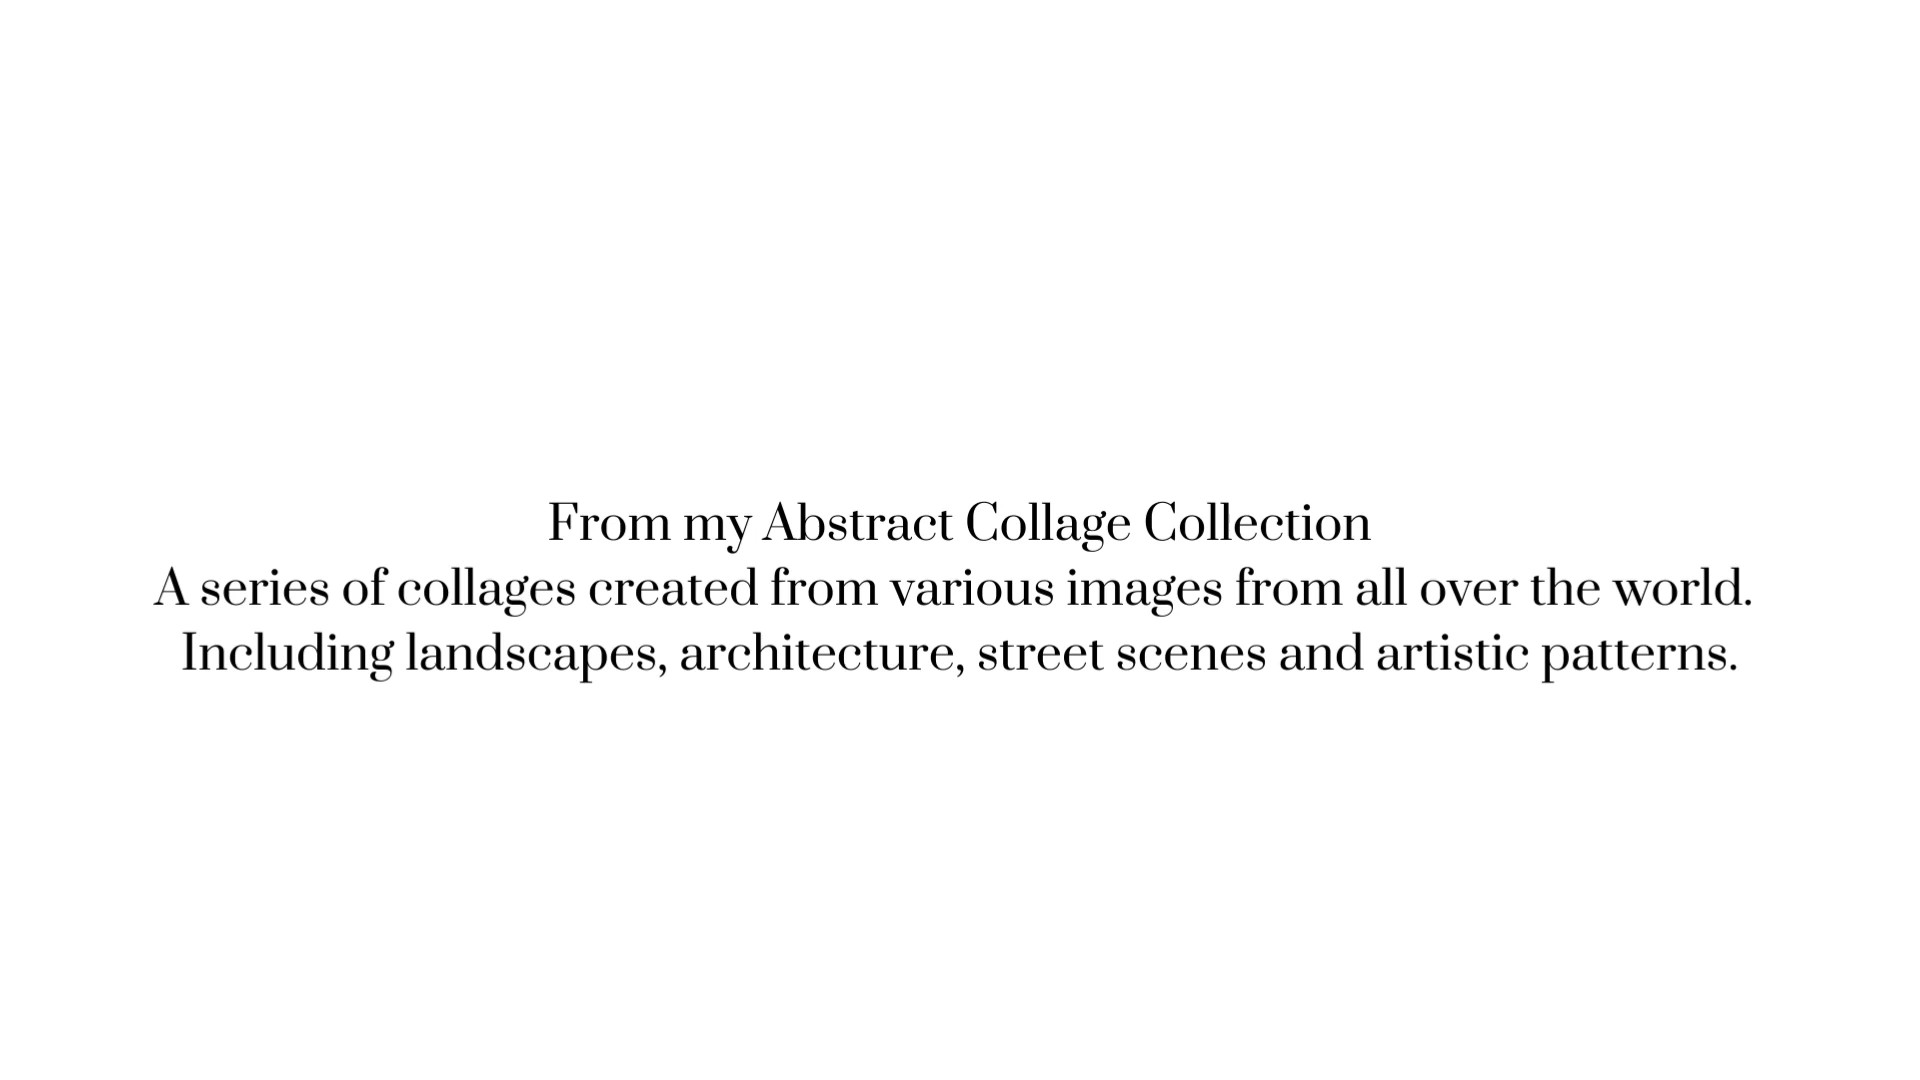 From my Abstract Collage Collection
A series of collages created from various images from all over the world.
Including landscapes, architecture, street scenes and artistic patterns.